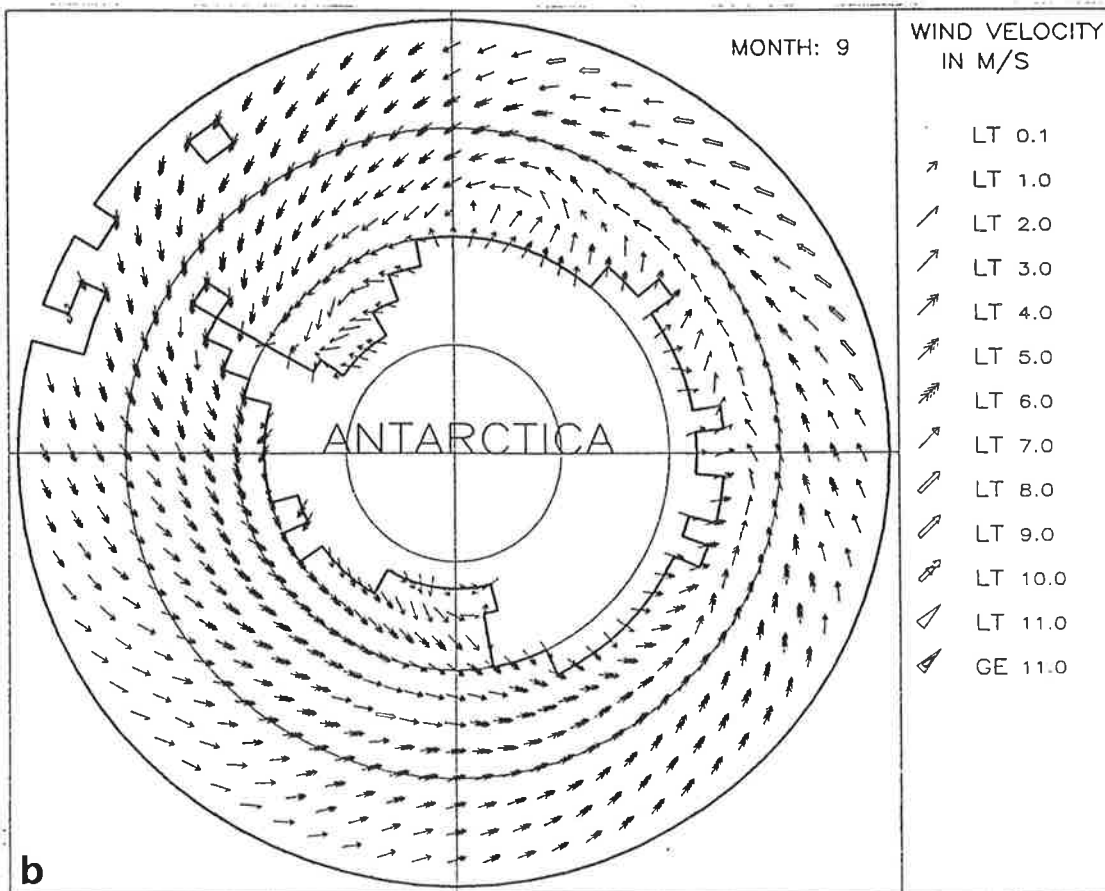 MONTH: 9
WIND VELOCITY
IN M/S
LT 0.1
LT 1.0
LT 2.0
LT 3.0
LT 4.0
LT 5.0
LT 6.0
LT 7.0
LT 8.0
LT 9.0
LT 10.0
LT 11.0
GE 11.0
ANTARCTICA
b